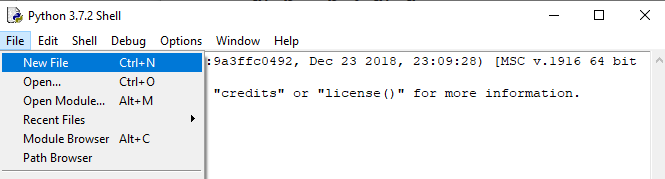 Python 3.7.2 Shell
File Edit Shell Debug Options Window Help
New File Ctrl+N :9a3ffc0492, Dec 23 2018, 23:09:28) [MSC v.1916 64 bit
Open... Ctrl+O
Open Module... Alt+M "credits" or "license()" for more information.
Recent Files
Module Browser Alt+C
Path Browser